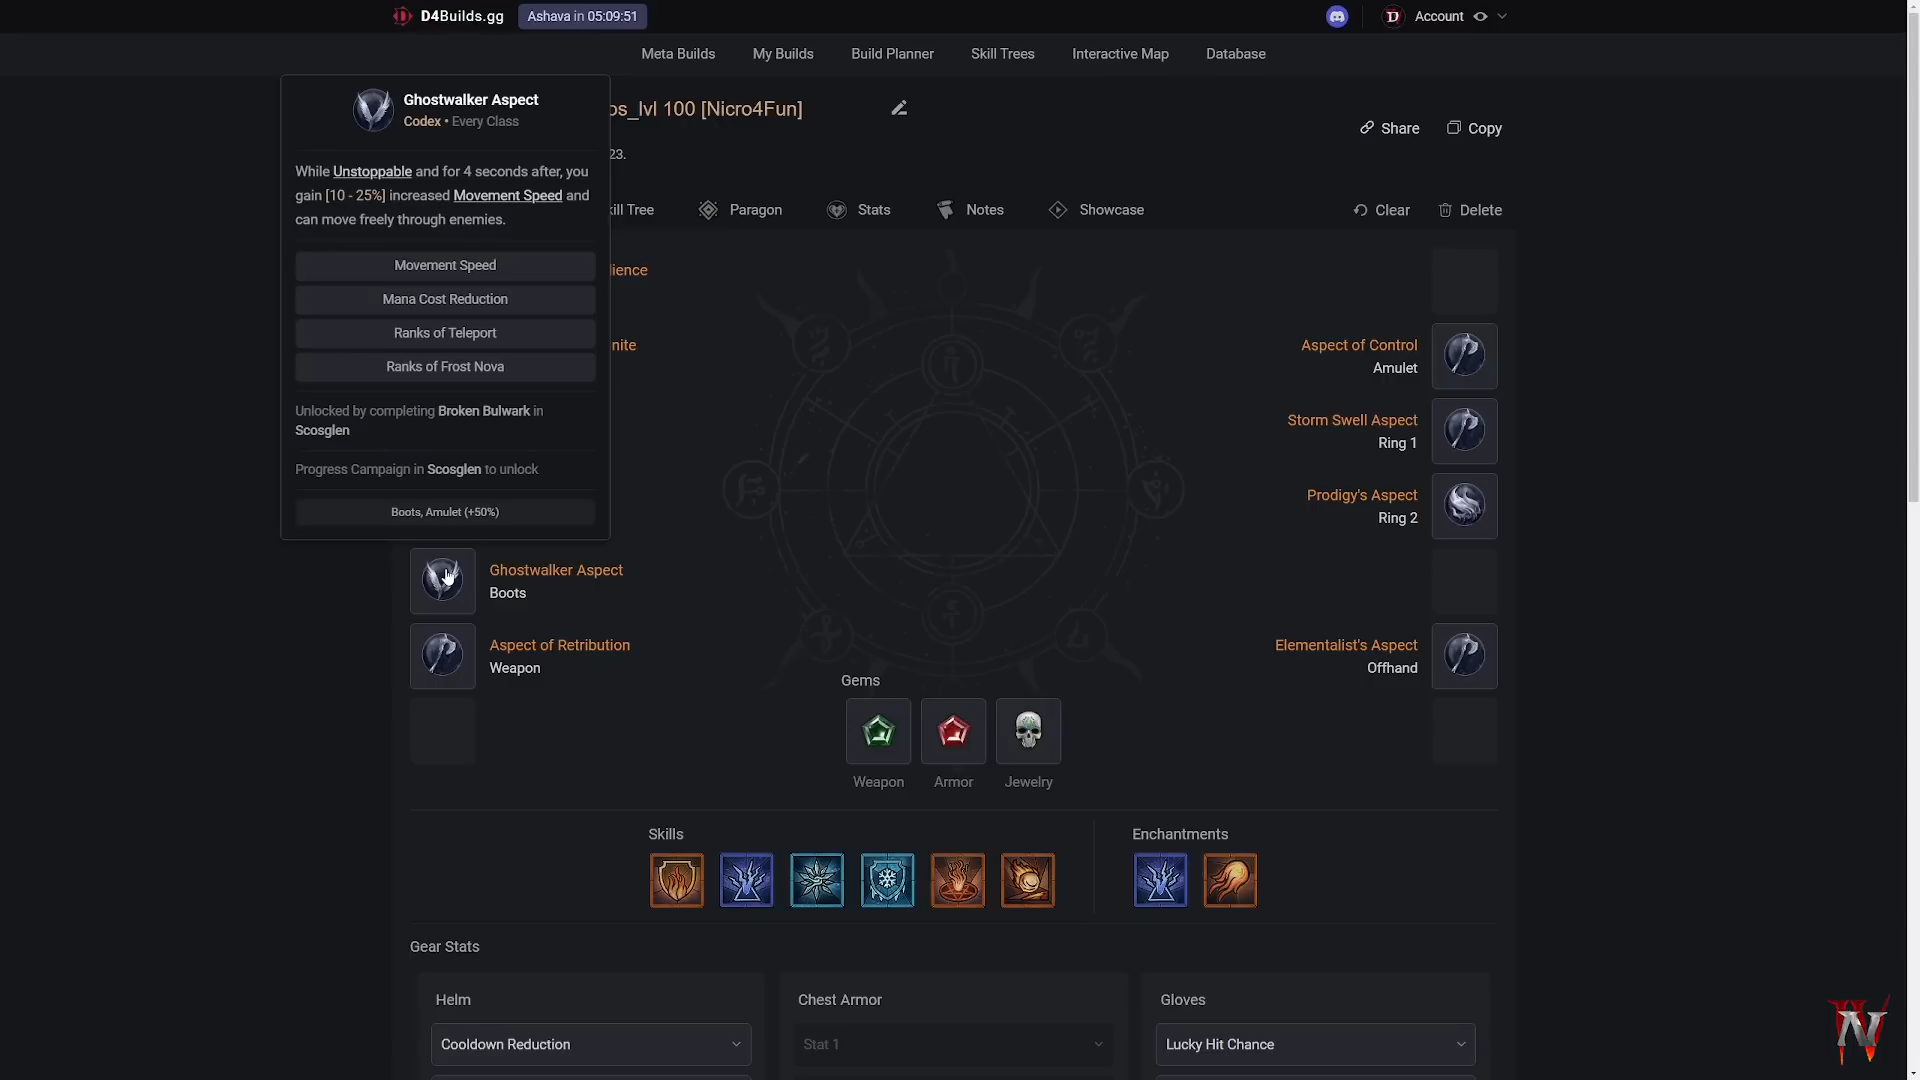 D4Builds.gg
Ashava in 05:09:51
Account
Meta Builds
My Builds
Build Planner
Skill Trees
Interactive Map
Database
Ghostwalker Aspect
Codex • Every Class
While Unstoppable and for 4 seconds after, you
gain [10 - 25%] increased Movement Speed and
can move freely through enemies.
Movement Speed
Mana Cost Reduction
Ranks of Teleport
Ranks of Frost Nova
Unlocked by completing Broken Bulwark in
Scosglen
Progress Campaign in Scosglen to unlock
Boots, Amulet (+50%)
os_lvl 100 [Nicro4Fun]
23.
Share
Copy
ill Tree
Paragon
Stats
Notes
Showcase
Clear
Delete
lience
nite
Aspect of Control
Amulet
Storm Swell Aspect
Ring 1
Prodigy's Aspect
Ring 2
Ghostwalker Aspect
Boots
Aspect of Retribution
Weapon
Elementalist's Aspect
Offhand
Gems
Weapon
Armor
Jewelry
Skills
Enchantments
Gear Stats
Helm
Chest Armor
Gloves
Cooldown Reduction
Stat 1
Lucky Hit Chance
N